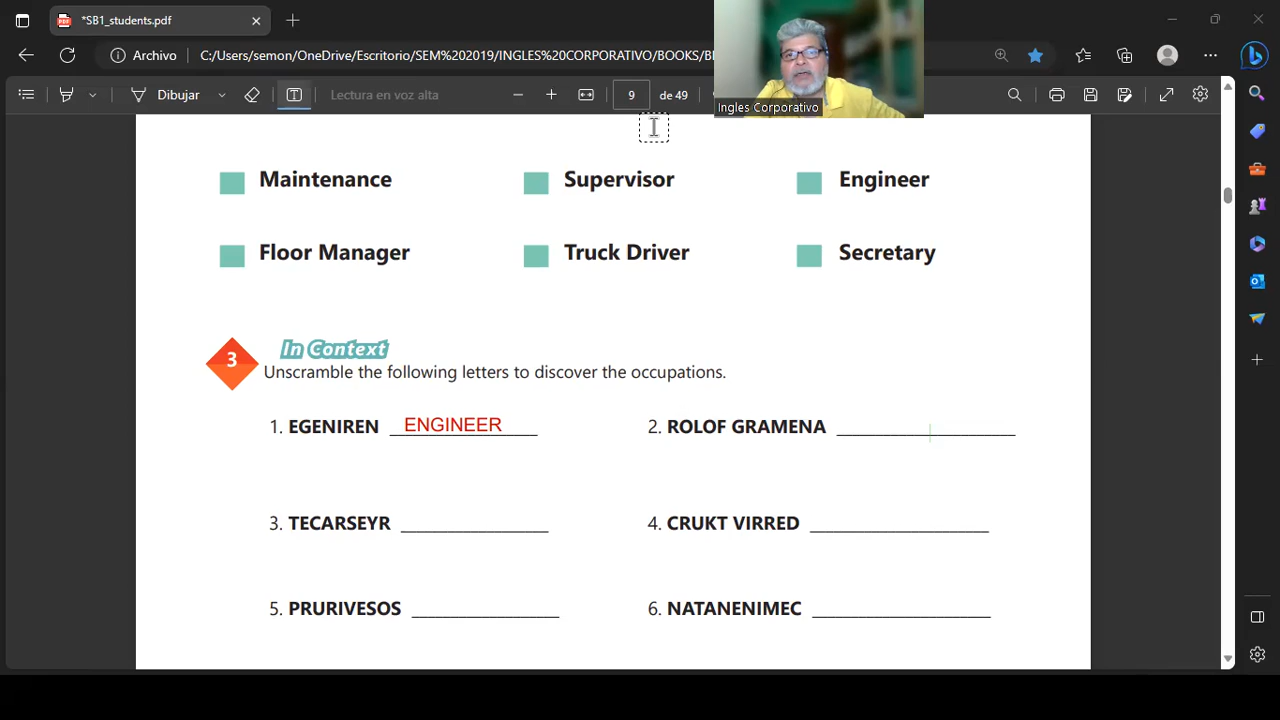 *SB1_students.pdf
Archivo C:/Users/semon/OneDrive/Escritorio/SEM%202019/INGLES%20CORPORATIVO/BOOKS/BI
Dibujar Lectura en voz alta 9 de 49
Ingles Corporativo
Maintenance Supervisor Engineer
Floor Manager Truck Driver Secretary
3 In Context
Unscramble the following letters to discover the occupations.
1. EGENIREN ENGINEER 2. ROLOF GRAMENA
3. TECARSEYR 4. CRUKT VIRRED
5. PRURIVESOS 6. NATANENIMEC